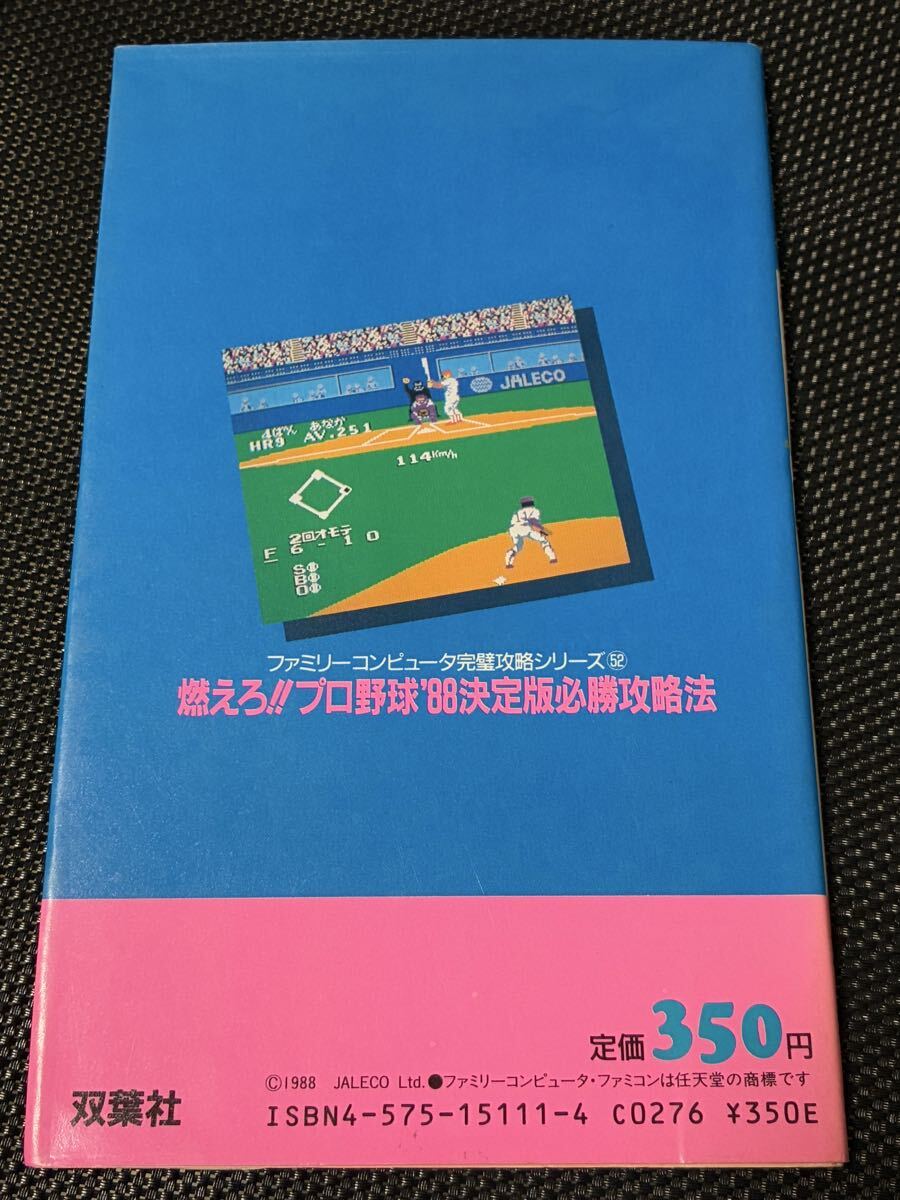 JALECO
4ばん あなか
HR9 AV.251
114Km/h
2回オモテ
F 6-1 0
S
B
O
ファミリーコンピュータ完璧攻略シリーズ52
燃えろ!!プロ野球'88決定版必勝攻略法
定価350円
©1988 JALECO Ltd.●ファミリーコンピュータ・ファミコンは任天堂の商標です
双葉社
ISBN4-575-15111-4 C0276 ¥350E